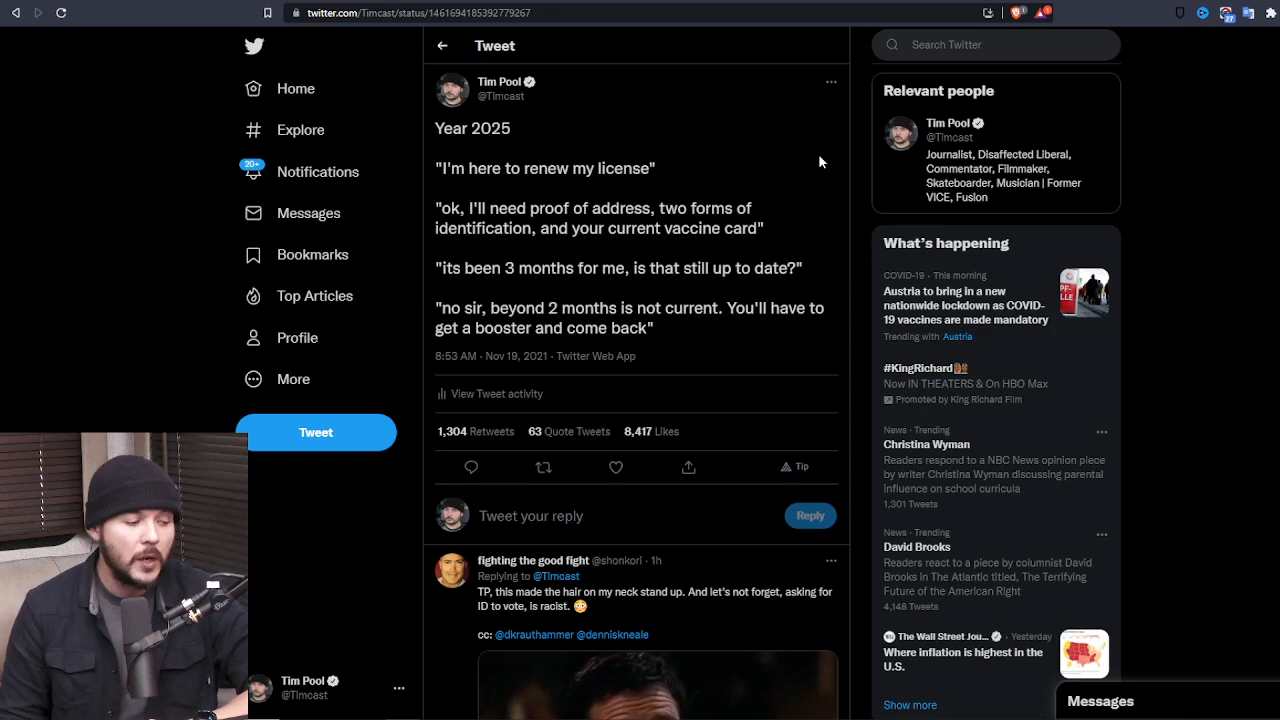 twitter.com/Timcast/status/1461694185392779267
1
1
27
Home
Explore
20+
Notifications
Messages
Bookmarks
Top Articles
Profile
More
Tweet
Tweet
Tim Pool
@Timcast
Year 2025
"I'm here to renew my license"
"ok, I'll need proof of address, two forms of
identification, and your current vaccine card"
"its been 3 months for me, is that still up to date?"
"no sir, beyond 2 months is not current. You'll have to
get a booster and come back"
8:53 AM · Nov 19, 2021 · Twitter Web App
View Tweet activity
1,304 Retweets 63 Quote Tweets 8,417 Likes
Tip
Tweet your reply
Reply
fighting the good fight @shonkori · 1h
Replying to @Timcast
TP, this made the hair on my neck stand up. And let's not forget, asking for
ID to vote, is racist. 😳
cc: @dkrauthammer @denniskneale
Search Twitter
Relevant people
Tim Pool
@Timcast
Journalist, Disaffected Liberal,
Commentator, Filmmaker,
Skateboarder, Musician | Former
VICE, Fusion
What's happening
COVID-19 · This morning
Austria to bring in a new
nationwide lockdown as COVID-
19 vaccines are made mandatory
Trending with Austria
#KingRichard
Now IN THEATERS & On HBO Max
Promoted by King Richard Film
News · Trending
Christina Wyman
Readers respond to a NBC News opinion piece
by writer Christina Wyman discussing parental
influence on school curricula
1,301 Tweets
News · Trending
David Brooks
Readers react to a piece by columnist David
Brooks in The Atlantic titled, The Terrifying
Future of the American Right
4,148 Tweets
The Wall Street Jou... · Yesterday
Where inflation is highest in the
U.S.
Show more
Messages
Tim Pool
@Timcast